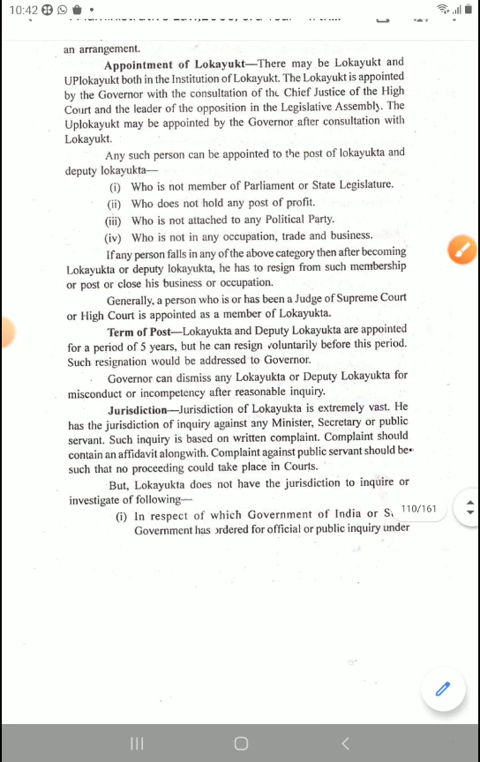 10:42
an arrangement.
Appointment of Lokayukt—There may be Lokayukt and
UPlokayukt both in the Institution of Lokayukt. The Lokayukt is appointed
by the Governor with the consultation of the Chief Justice of the High
Court and the leader of the opposition in the Legislative Assembly. The
Uplokayukt may be appointed by the Governor after consultation with
Lokayukt.
Any such person can be appointed to the post of lokayukta and
deputy lokayukta—
(i) Who is not member of Parliament or State Legislature.
(ii) Who does not hold any post of profit.
(iii) Who is not attached to any Political Party.
(iv) Who is not in any occupation, trade and business.
If any person falls in any of the above category then after becoming
Lokayukta or deputy lokayukta, he has to resign from such membership
or post or close his business or occupation.
Generally, a person who is or has been a Judge of Supreme Court
or High Court is appointed as a member of Lokayukta.
Term of Post—Lokayukta and Deputy Lokayukta are appointed
for a period of 5 years, but he can resign voluntarily before this period.
Such resignation would be addressed to Governor.
Governor can dismiss any Lokayukta or Deputy Lokayukta for
misconduct or incompetency after reasonable inquiry.
Jurisdiction—Jurisdiction of Lokayukta is extremely vast. He
has the jurisdiction of inquiry against any Minister, Secretary or public
servant. Such inquiry is based on written complaint. Complaint should
contain an affidavit alongwith. Complaint against public servant should be
such that no proceeding could take place in Courts.
But, Lokayukta does not have the jurisdiction to inquire or
investigate of following—
(i) In respect of which Government of India or
110/161
Government has ordered for official or public inquiry under